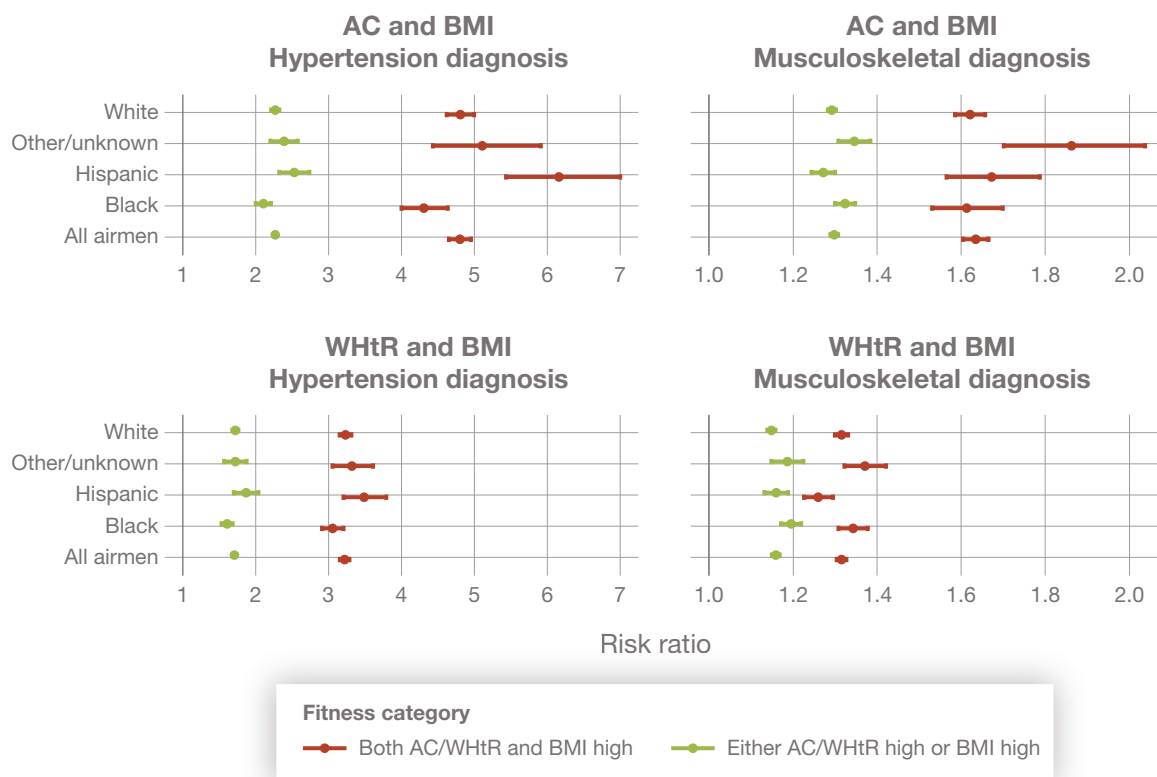 AC and BMI
Hypertension diagnosis
White
Other/unknown
Hispanic
Black
All airmen
1 2 3 4 5 6 7
AC and BMI
Musculoskeletal diagnosis
1.0 1.2 1.4 1.6 1.8 2.0
WHtR and BMI
Hypertension diagnosis
White
Other/unknown
Hispanic
Black
All airmen
1 2 3 4 5 6 7
WHtR and BMI
Musculoskeletal diagnosis
1.0 1.2 1.4 1.6 1.8 2.0
Risk ratio
Fitness category
Both AC/WHtR and BMI high
Either AC/WHtR high or BMI high